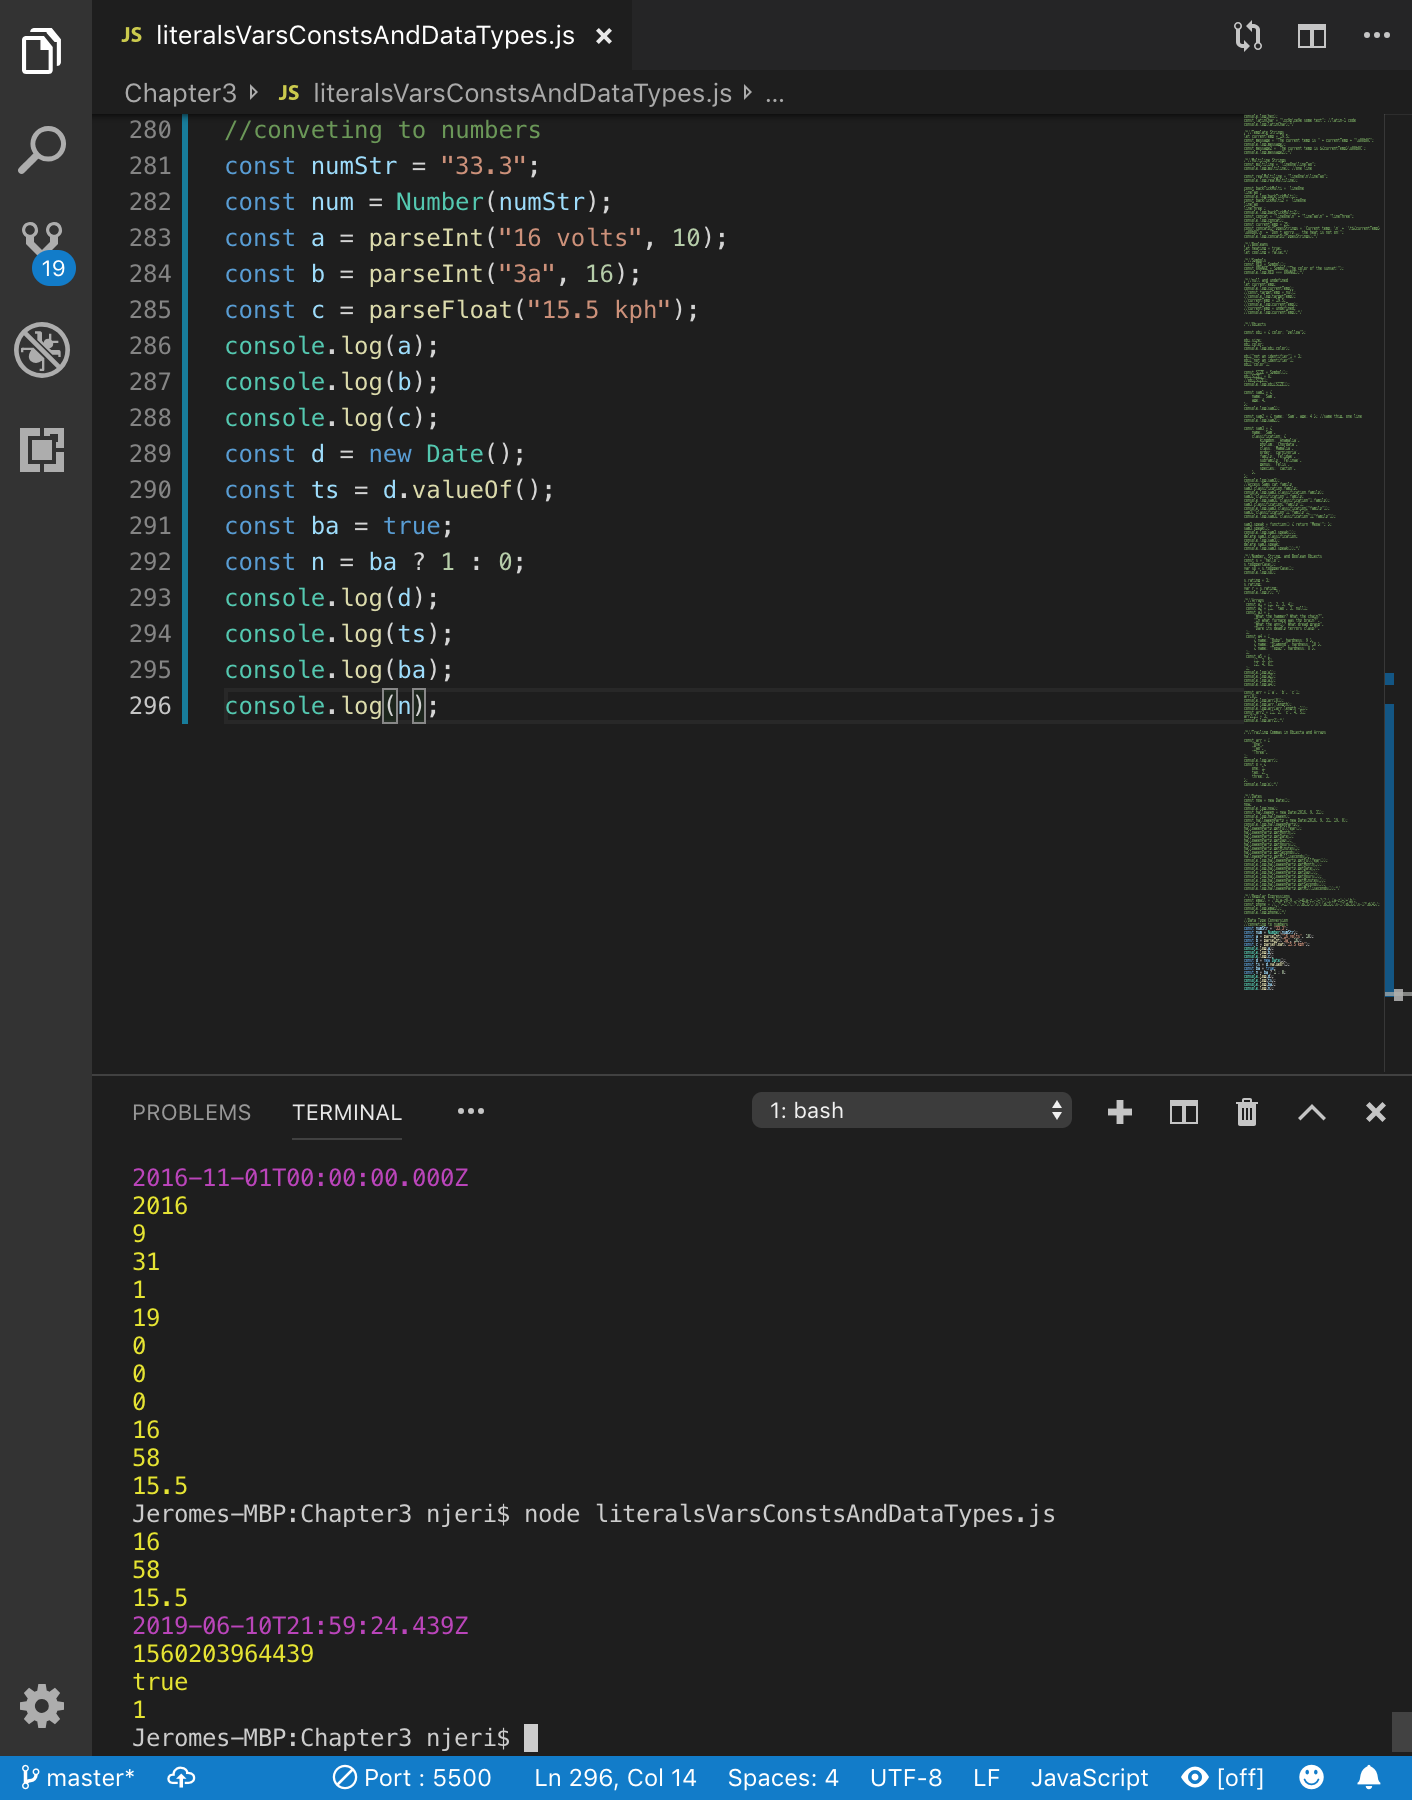 JS literalsVarsConstsAndDataTypes.js
Chapter3 JS literalsVarsConstsAndDataTypes.js ...
19
280 //conveting to numbers
281 const numStr = "33.3";
282 const num = Number(numStr);
283 const a = parseInt("16 volts", 10);
284 const b = parseInt("3a", 16);
285 const c = parseFloat("15.5 kph");
286 console.log(a);
287 console.log(b);
288 console.log(c);
289 const d = new Date();
290 const ts = d.valueOf();
291 const ba = true;
292 const n = ba ? 1 : 0;
293 console.log(d);
294 console.log(ts);
295 console.log(ba);
296 console.log(n);
PROBLEMS TERMINAL ••• 1: bash
2016-11-01T00:00:00.000Z
2016
9
31
1
19
0
0
0
16
58
15.5
Jeromes-MBP:Chapter3 njeri$ node literalsVarsConstsAndDataTypes.js
16
58
15.5
2019-06-10T21:59:24.439Z
1560203964439
true
1
Jeromes-MBP:Chapter3 njeri$
master* Port : 5500 Ln 296, Col 14 Spaces: 4 UTF-8 LF JavaScript [off]